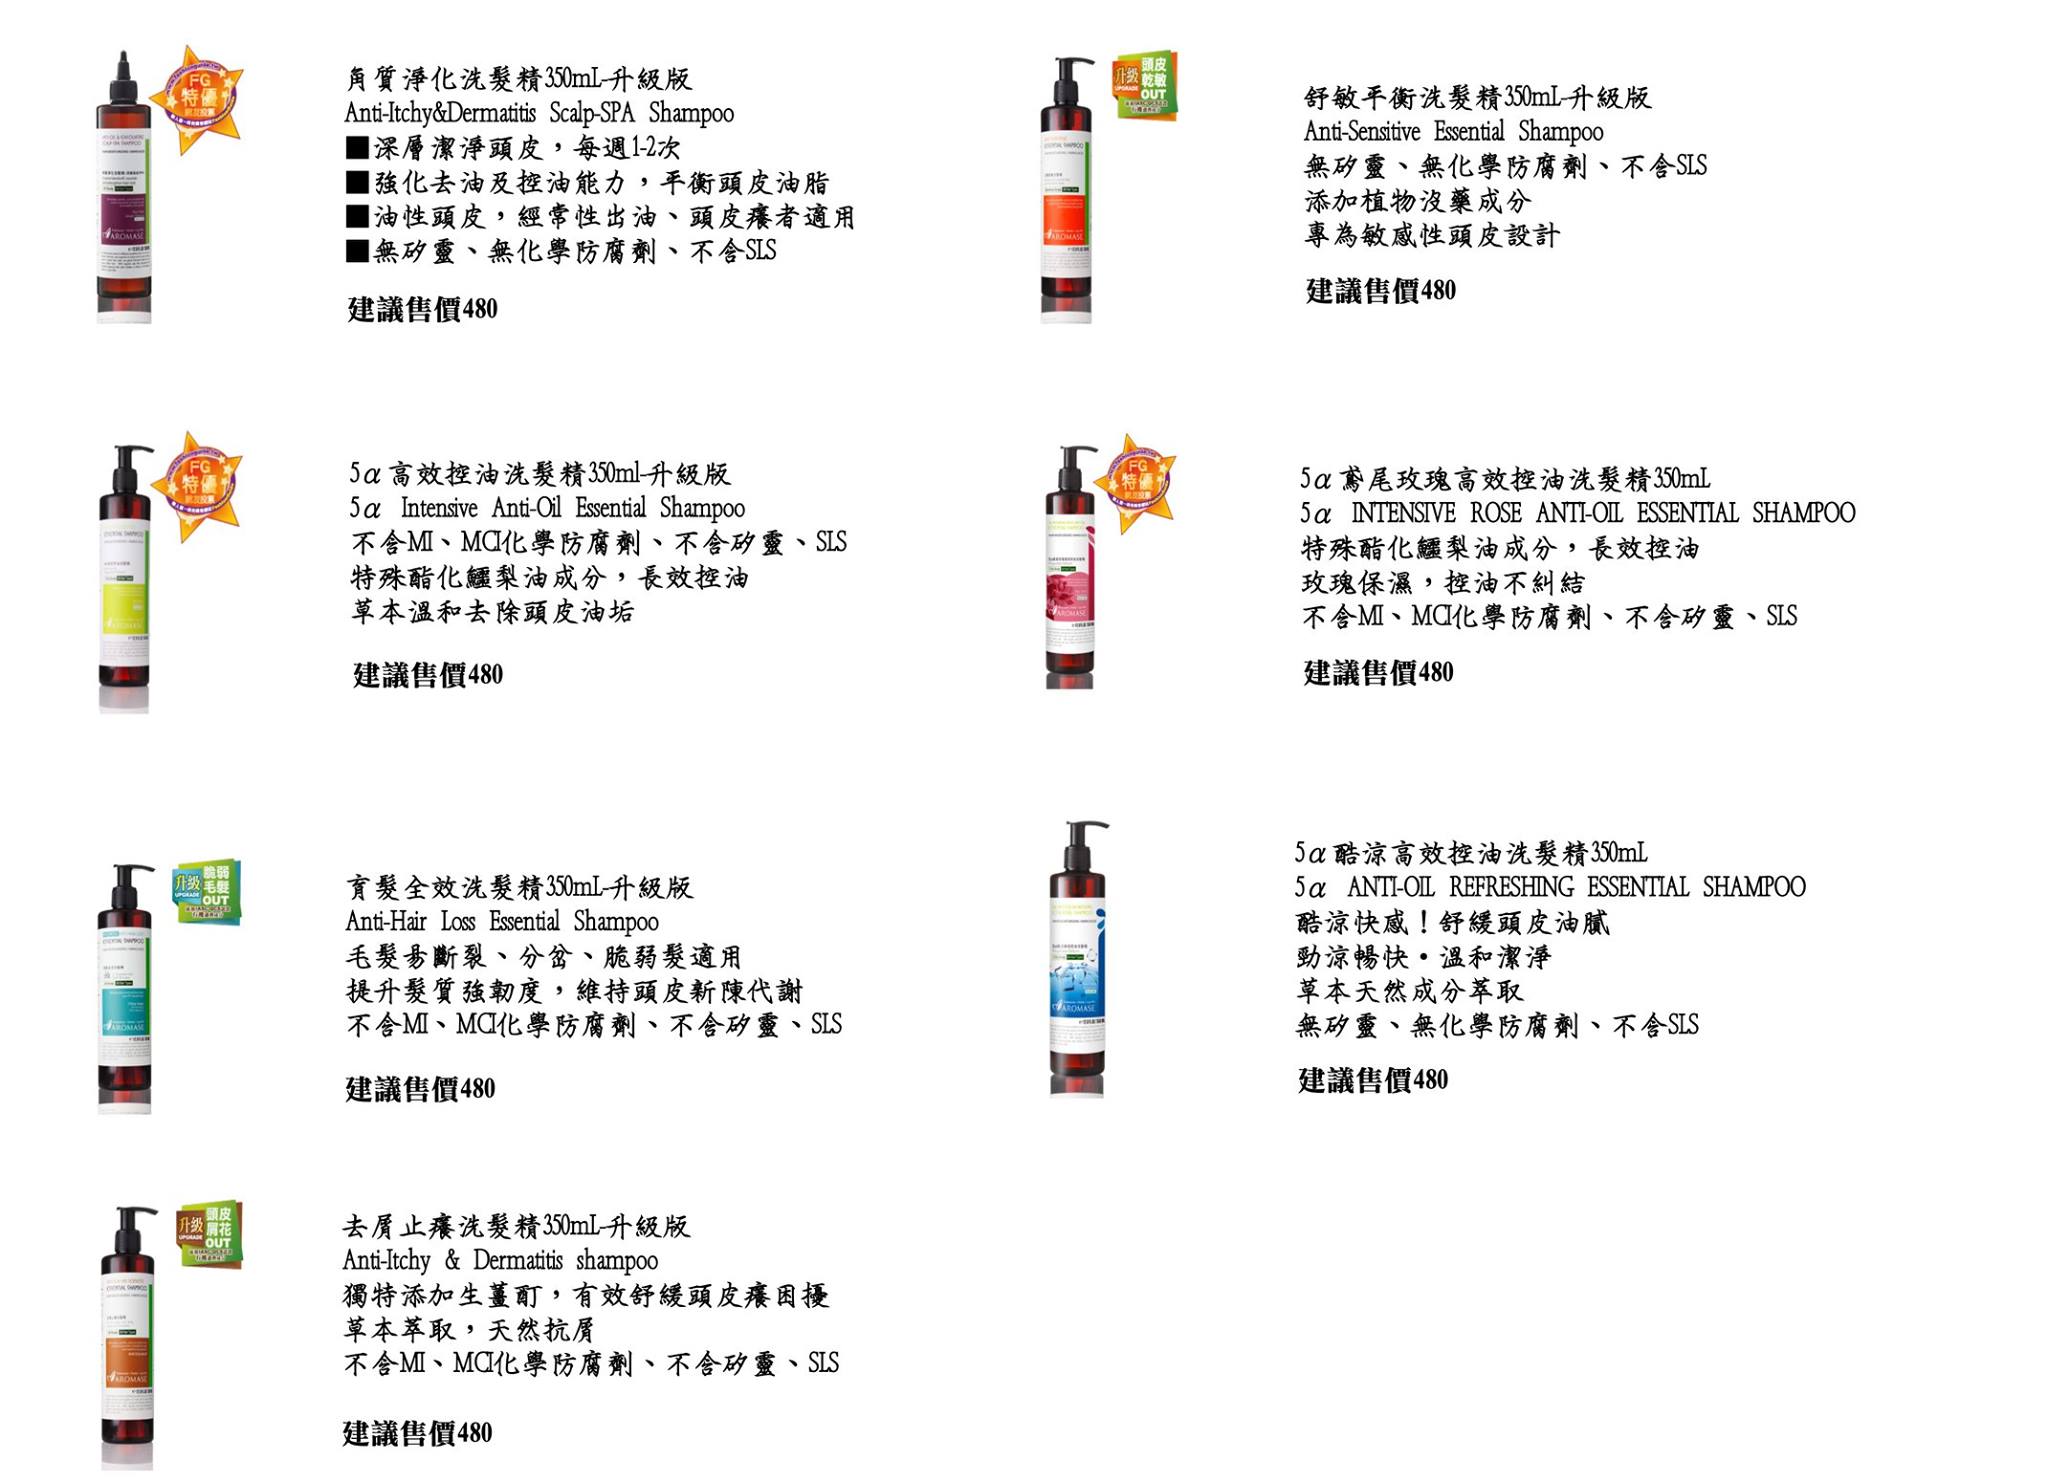 FG
特優
網友投票
角質淨化洗髮精350mL-升級版
Anti-Itchy&Dermatitis Scalp-SPA Shampoo
■深層潔淨頭皮，每週1-2次
■強化去油及控油能力，平衡頭皮油脂
■油性頭皮，經常性出油、頭皮癢者適用
■無矽靈、無化學防腐劑、不含SLS
建議售價480
AROMASE
升級
UPGRADE
頭皮
乾敏
OUT
舒敏平衡洗髮精350mL-升級版
Anti-Sensitive Essential Shampoo
無矽靈、無化學防腐劑、不含SLS
添加植物沒藥成分
專為敏感性頭皮設計
建議售價480
AROMASE
FG
特優
網友投票
5α高效控油洗髮精350ml-升級版
5α Intensive Anti-Oil Essential Shampoo
不含MI、MCI化學防腐劑、不含矽靈、SLS
特殊酯化鱷梨油成分，長效控油
草本溫和去除頭皮油垢
建議售價480
AROMASE
FG
特優
網友投票
5α鳶尾玫瑰高效控油洗髮精350mL
5α INTENSIVE ROSE ANTI-OIL ESSENTIAL SHAMPOO
特殊酯化鱷梨油成分，長效控油
玫瑰保濕，控油不糾結
不含MI、MCI化學防腐劑、不含矽靈、SLS
建議售價480
AROMASE
升級
UPGRADE
脆弱
毛髮
OUT
育髮全效洗髮精350mL-升級版
Anti-Hair Loss Essential Shampoo
毛髮易斷裂、分岔、脆弱髮適用
提升髮質強韌度，維持頭皮新陳代謝
不含MI、MCI化學防腐劑、不含矽靈、SLS
建議售價480
AROMASE
5α酷涼高效控油洗髮精350mL
5α ANTI-OIL REFRESHING ESSENTIAL SHAMPOO
酷涼快感！舒緩頭皮油膩
勁涼暢快‧溫和潔淨
草本天然成分萃取
無矽靈、無化學防腐劑、不含SLS
建議售價480
AROMASE
升級
UPGRADE
頭皮
屑花
OUT
去屑止癢洗髮精350mL-升級版
Anti-Itchy & Dermatitis shampoo
獨特添加生薑酊，有效舒緩頭皮癢困擾
草本萃取，天然抗屑
不含MI、MCI化學防腐劑、不含矽靈、SLS
建議售價480
AROMASE